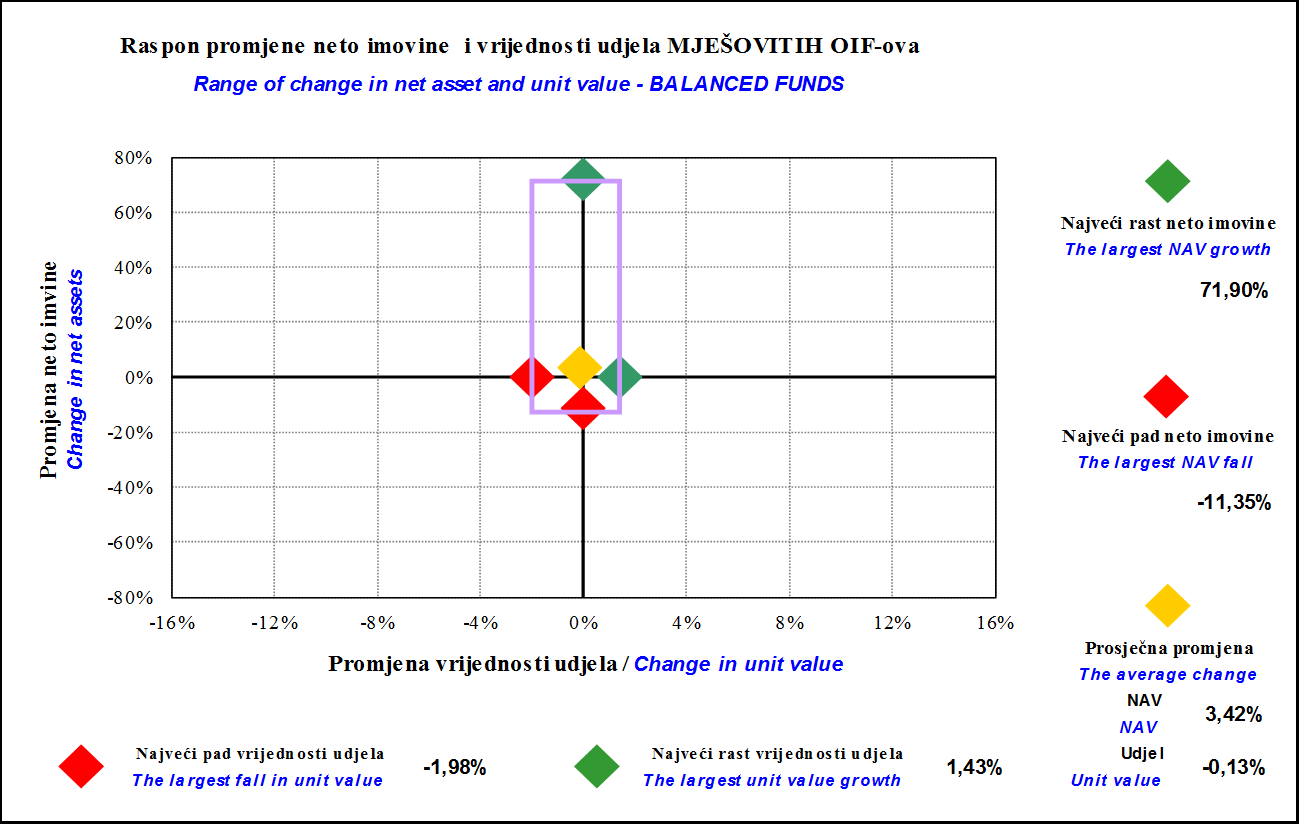 Raspon promjene neto imovine i vrijednosti udjela MJEŠOVITIH OIF-ova
Range of change in net asset and unit value - BALANCED FUNDS
80%
60%
40%
20%
0%
-20%
-40%
-60%
-80%
-16%
-12%
-8%
-4%
0%
4%
8%
12%
16%
Promjena neto imvine
Change in net assets
Promjena vrijednosti udjela / Change in unit value
Najveći rast neto imovine
The largest NAV growth
71,90%
Najveći pad neto imovine
The largest NAV fall
-11,35%
Prosječna promjena
The average change
NAV
NAV
3,42%
Udjel
Unit value
-0,13%
Najveći pad vrijednosti udjela
The largest fall in unit value
-1,98%
Najveći rast vrijednosti udjela
The largest unit value growth
1,43%